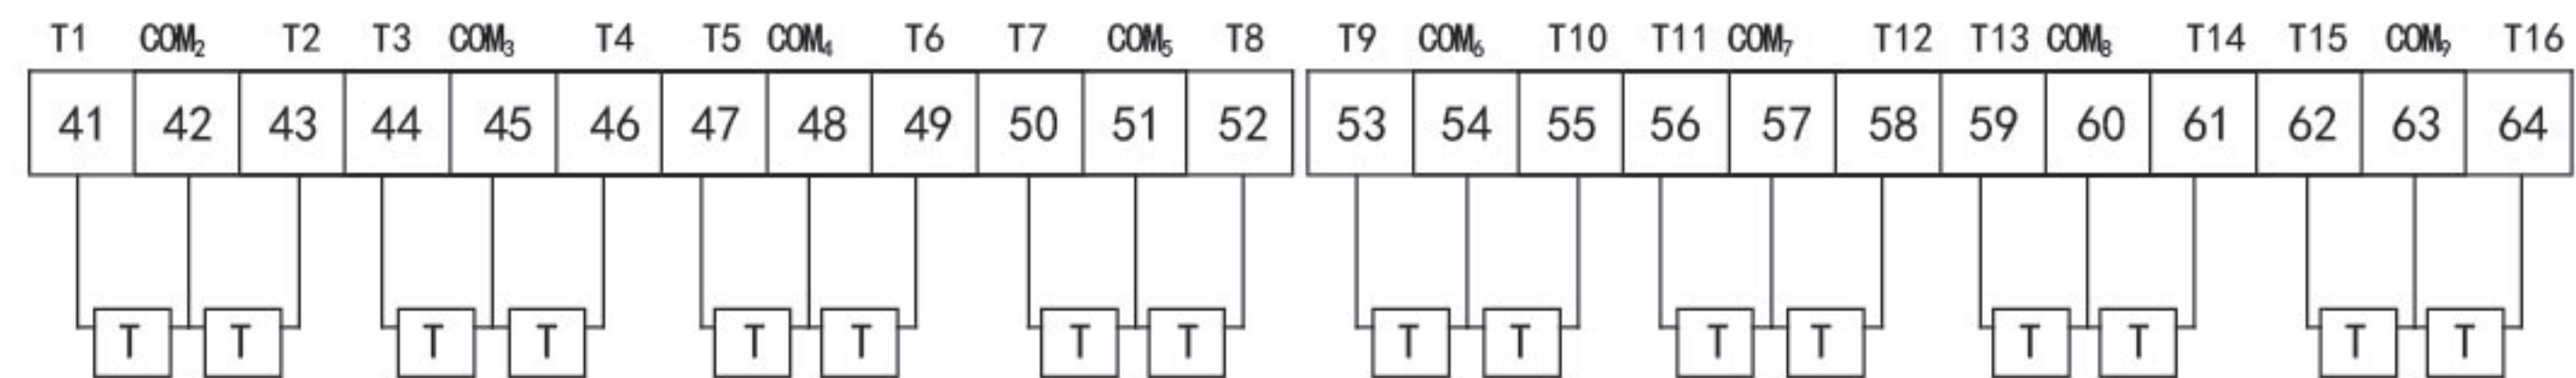 T1 COM₂ T2 T3 COM₃ T4 T5 COM₄ T6 T7 COM₅ T8 T9 COM₆ T10 T11 COM₇ T12 T13 COM₈ T14 T15 COM₉ T16
41 42 43 44 45 46 47 48 49 50 51 52 53 54 55 56 57 58 59 60 61 62 63 64
T T T T T T T T T T T T T T T T